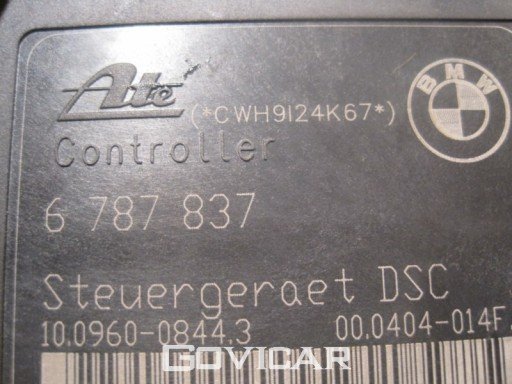 Ate
(*CWH9I24K67*)
BMW
Controller
6 787 837
Steuergeraet DSC
10.0960-0844.3 00.0404-014F.
GOVICAR